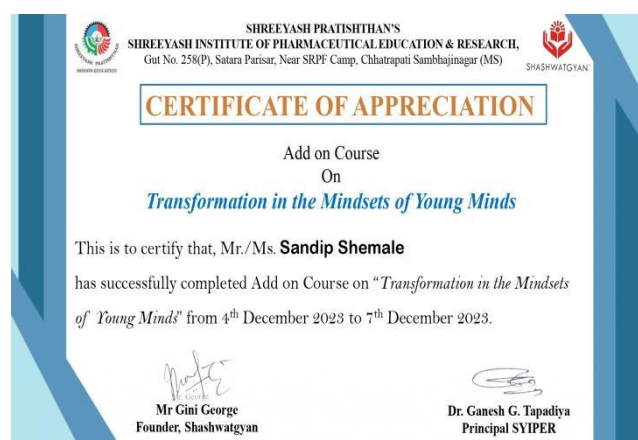 SHREEYASH PRATISHTHAN'S
SHREEYASH INSTITUTE OF PHARMACEUTICAL EDUCATION & RESEARCH,
Gut No. 258(P), Satara Parisar, Near SRPF Camp, Chhatrapati Sambhajinagar (MS)
SHASHWATGYAN
CERTIFICATE OF APPRECIATION
Add on Course
On
Transformation in the Mindsets of Young Minds
This is to certify that, Mr./Ms. Sandip Shemale
has successfully completed Add on Course on "Transformation in the Mindsets
of Young Minds" from 4th December 2023 to 7th December 2023.
Mr Gini George
Founder, Shashwatgyan
Dr. Ganesh G. Tapadiya
Principal SYIPER